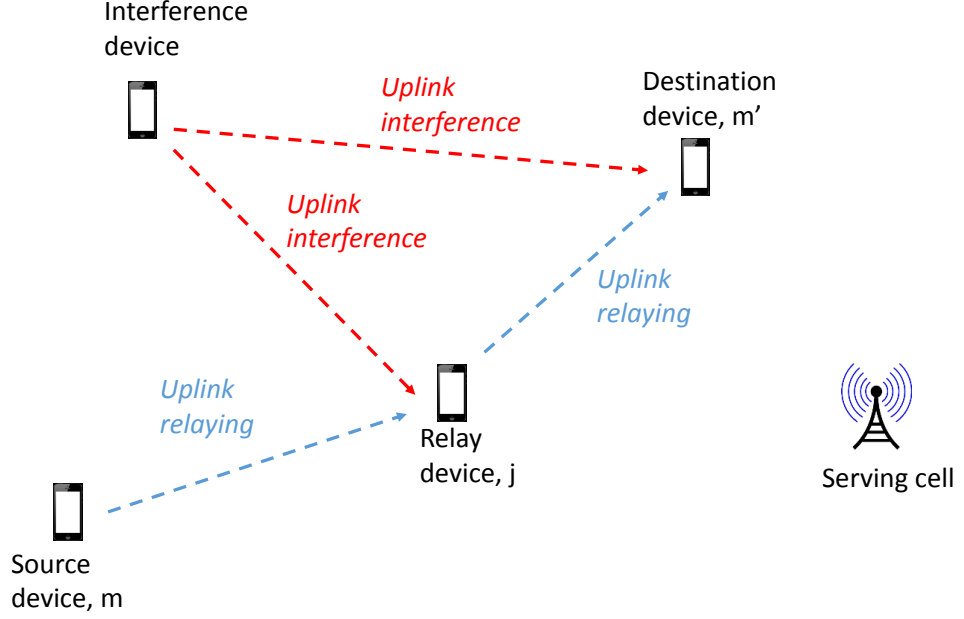 Interference
device
Uplink
interference
Destination
device, m’
Uplink
interference
Uplink
relaying
Uplink
relaying
Relay
device, j
Serving cell
Source
device, m